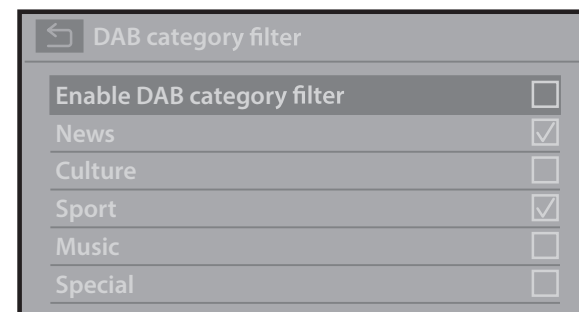 DAB category filter
Enable DAB category filter
News
Culture
Sport
Music
Special